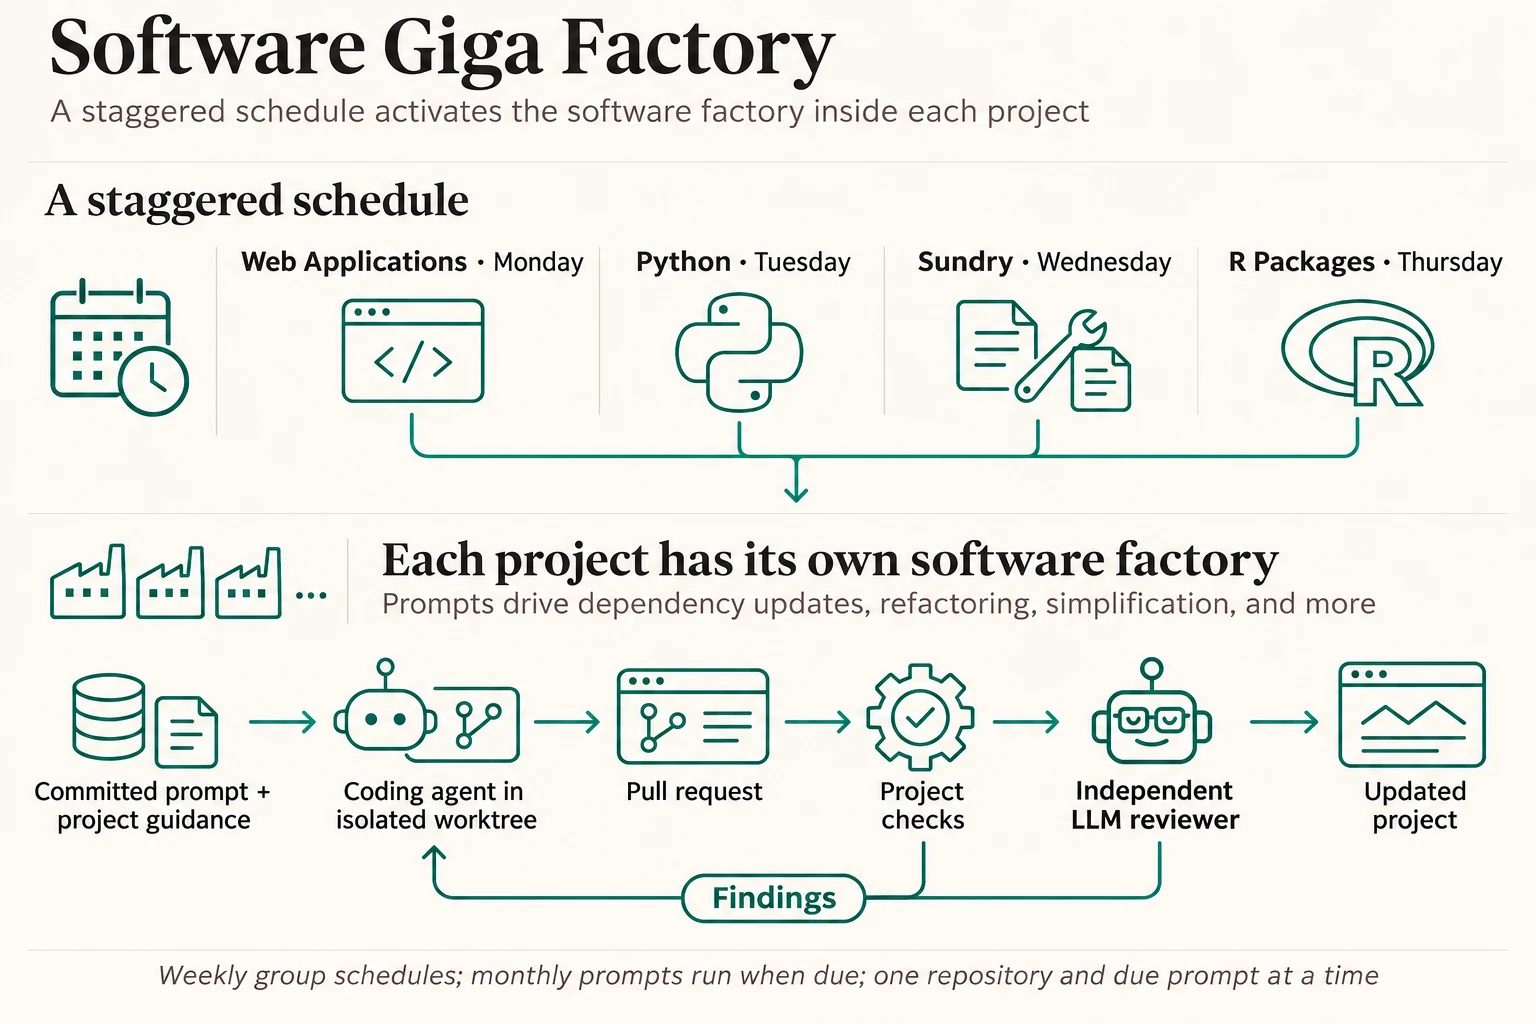 Software Giga Factory
A staggered schedule activates the software factory inside each project
A staggered schedule
Web Applications · Monday
Python · Tuesday
Sundry · Wednesday
R Packages · Thursday
</>
R
Each project has its own software factory
Prompts drive dependency updates, refactoring, simplification, and more
Committed prompt +
project guidance
Coding agent in
isolated worktree
Pull request
Project
checks
Independent
LLM reviewer
Updated
project
Findings
Weekly group schedules; monthly prompts run when due; one repository and due prompt at a time